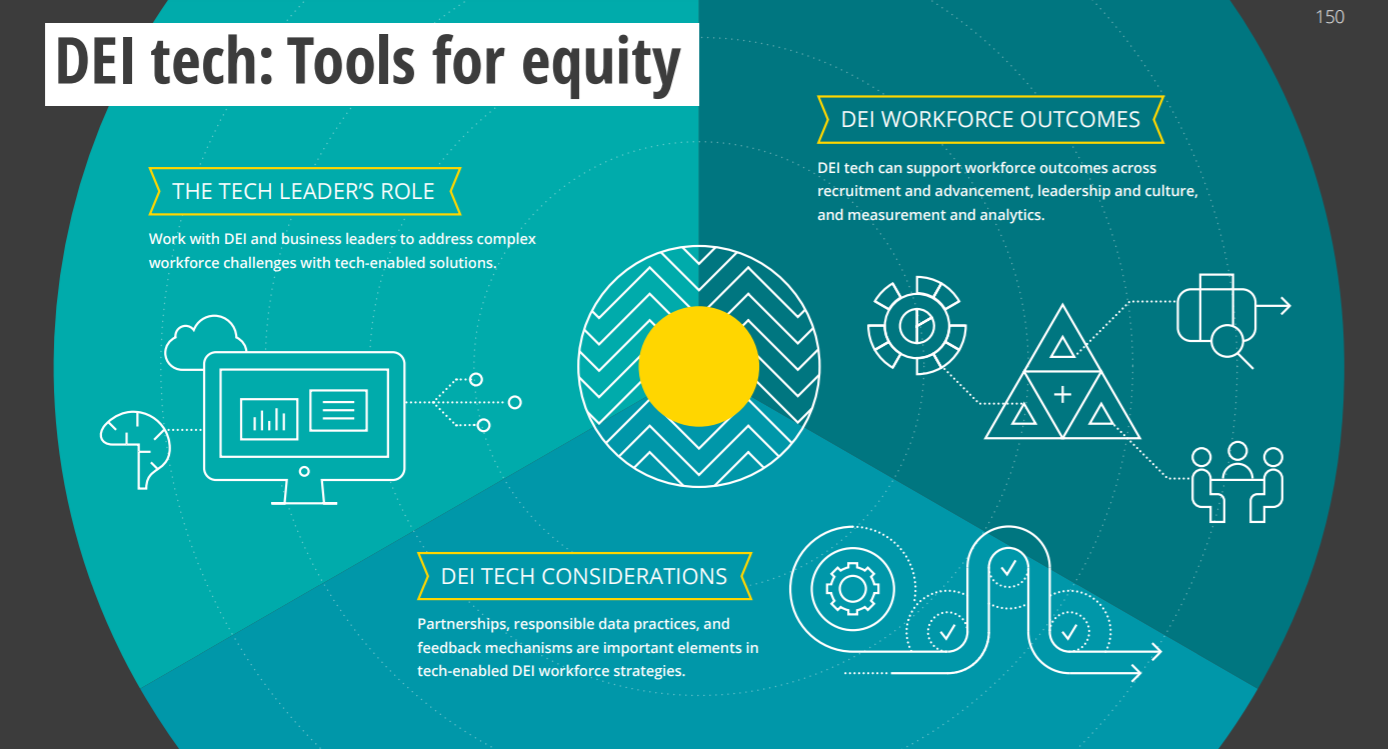 150
DEI tech: Tools for equity
THE TECH LEADER’S ROLE
Work with DEI and business leaders to address complex
workforce challenges with tech-enabled solutions.
DEI WORKFORCE OUTCOMES
DEI tech can support workforce outcomes across
recruitment and advancement, leadership and culture,
and measurement and analytics.
DEI TECH CONSIDERATIONS
Partnerships, responsible data practices, and
feedback mechanisms are important elements in
tech-enabled DEI workforce strategies.